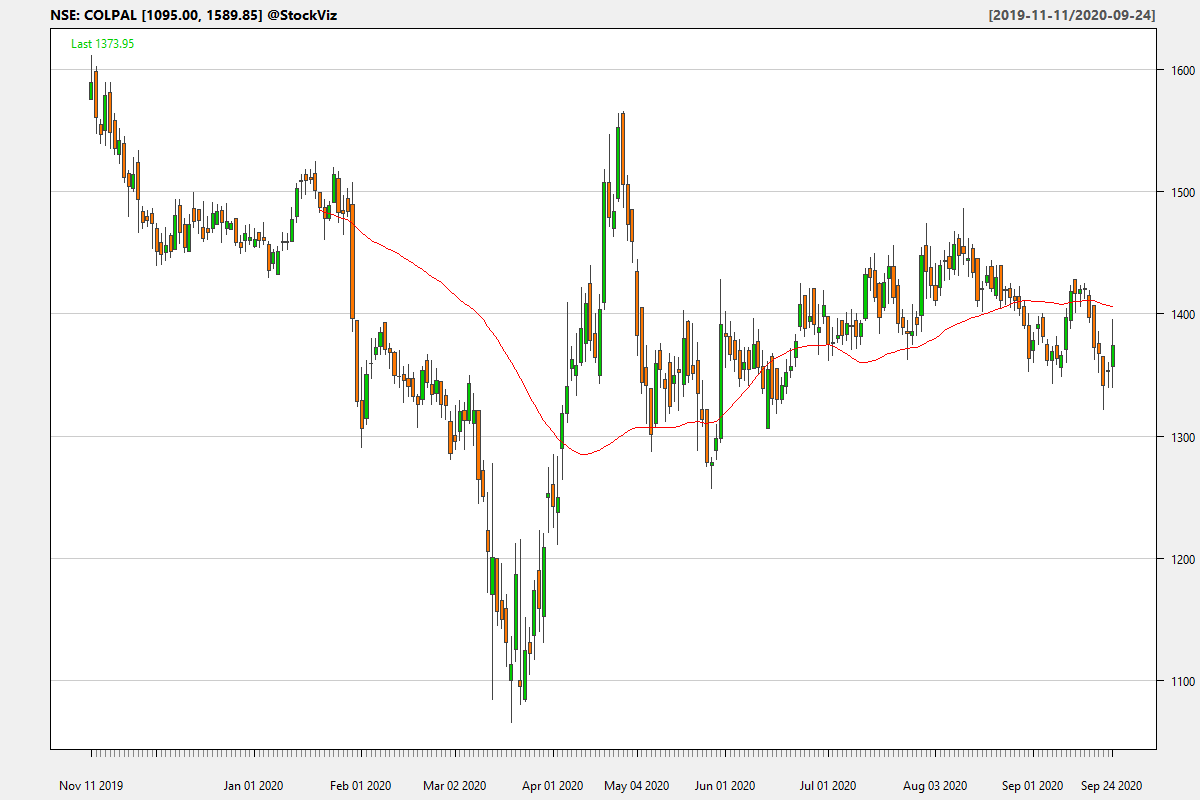 NSE: COLPAL [1095.00, 1589.85] @StockViz [2019-11-11/2020-09-24]
Last 1373.95
1600
1500
1400
1300
1200
1100
Nov 11 2019 Jan 01 2020 Feb 01 2020 Mar 02 2020 Apr 01 2020 May 04 2020 Jun 01 2020 Jul 01 2020 Aug 03 2020 Sep 01 2020 Sep 24 2020